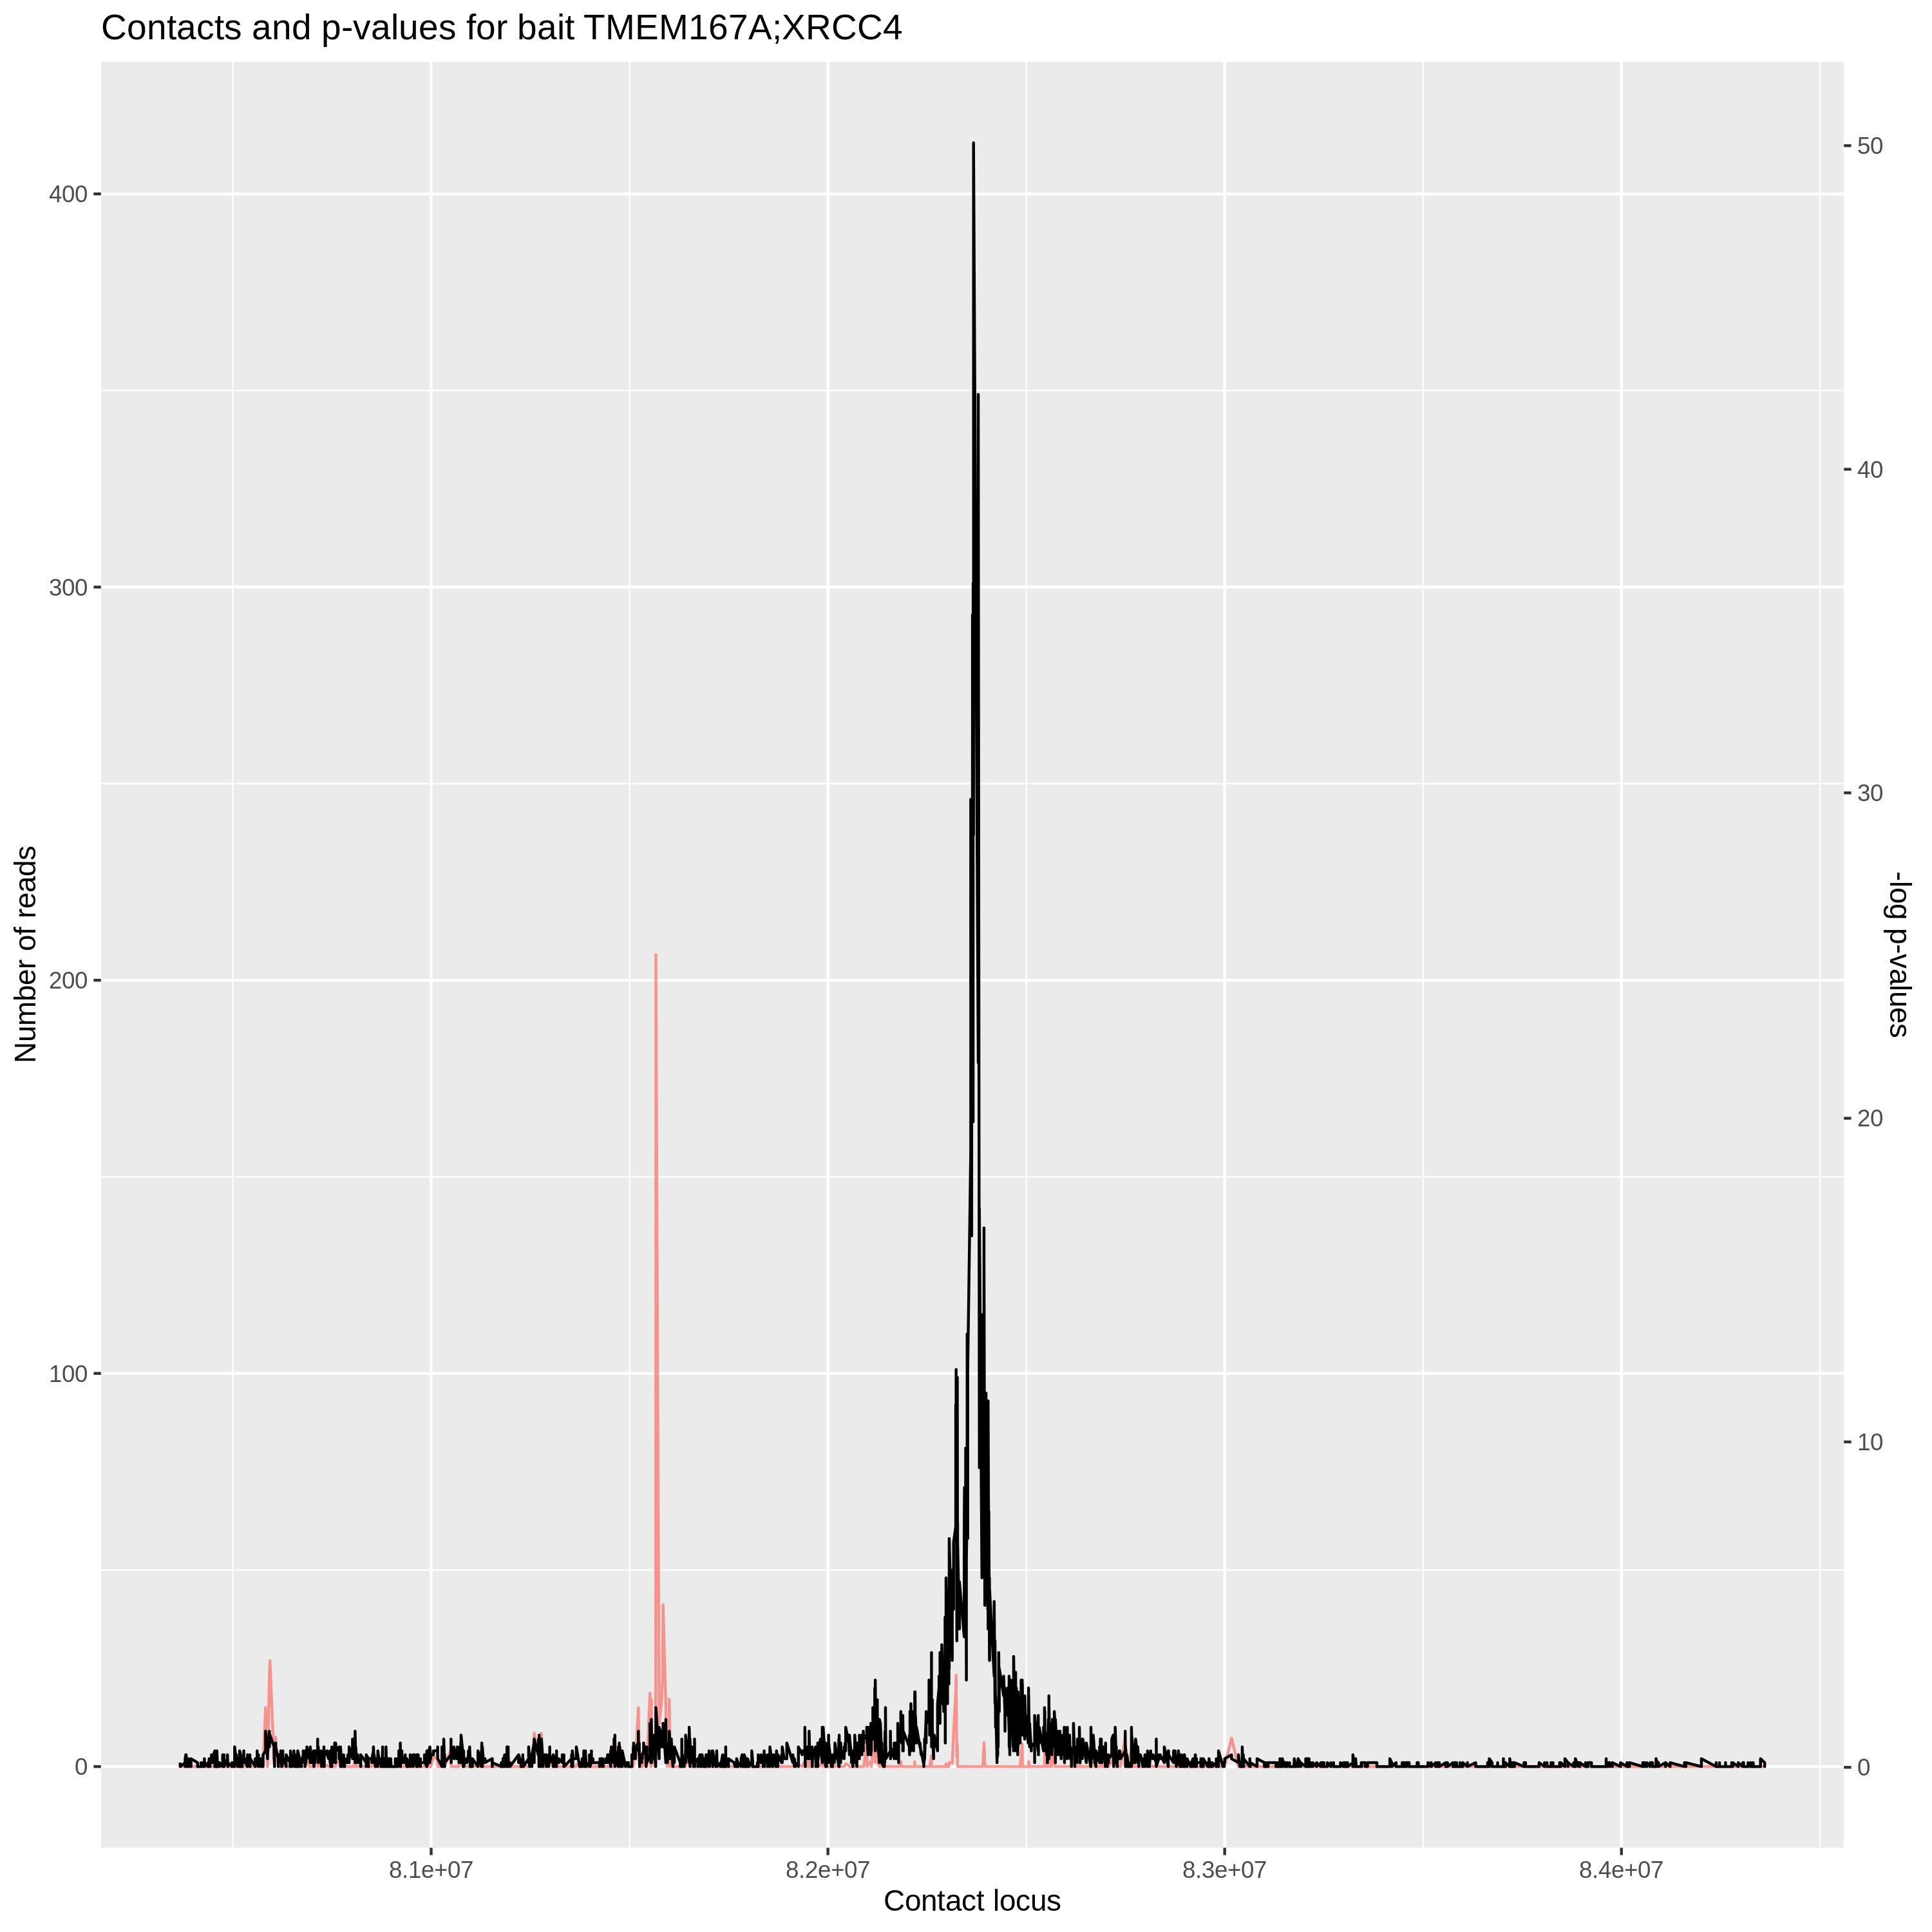 Contacts and p-values for bait TMEM167A;XRCC4
Number of reads
400
300
200
100
0
50
40
30
20
10
0
-log p-values
8.1e+07
8.2e+07
8.3e+07
8.4e+07
Contact locus